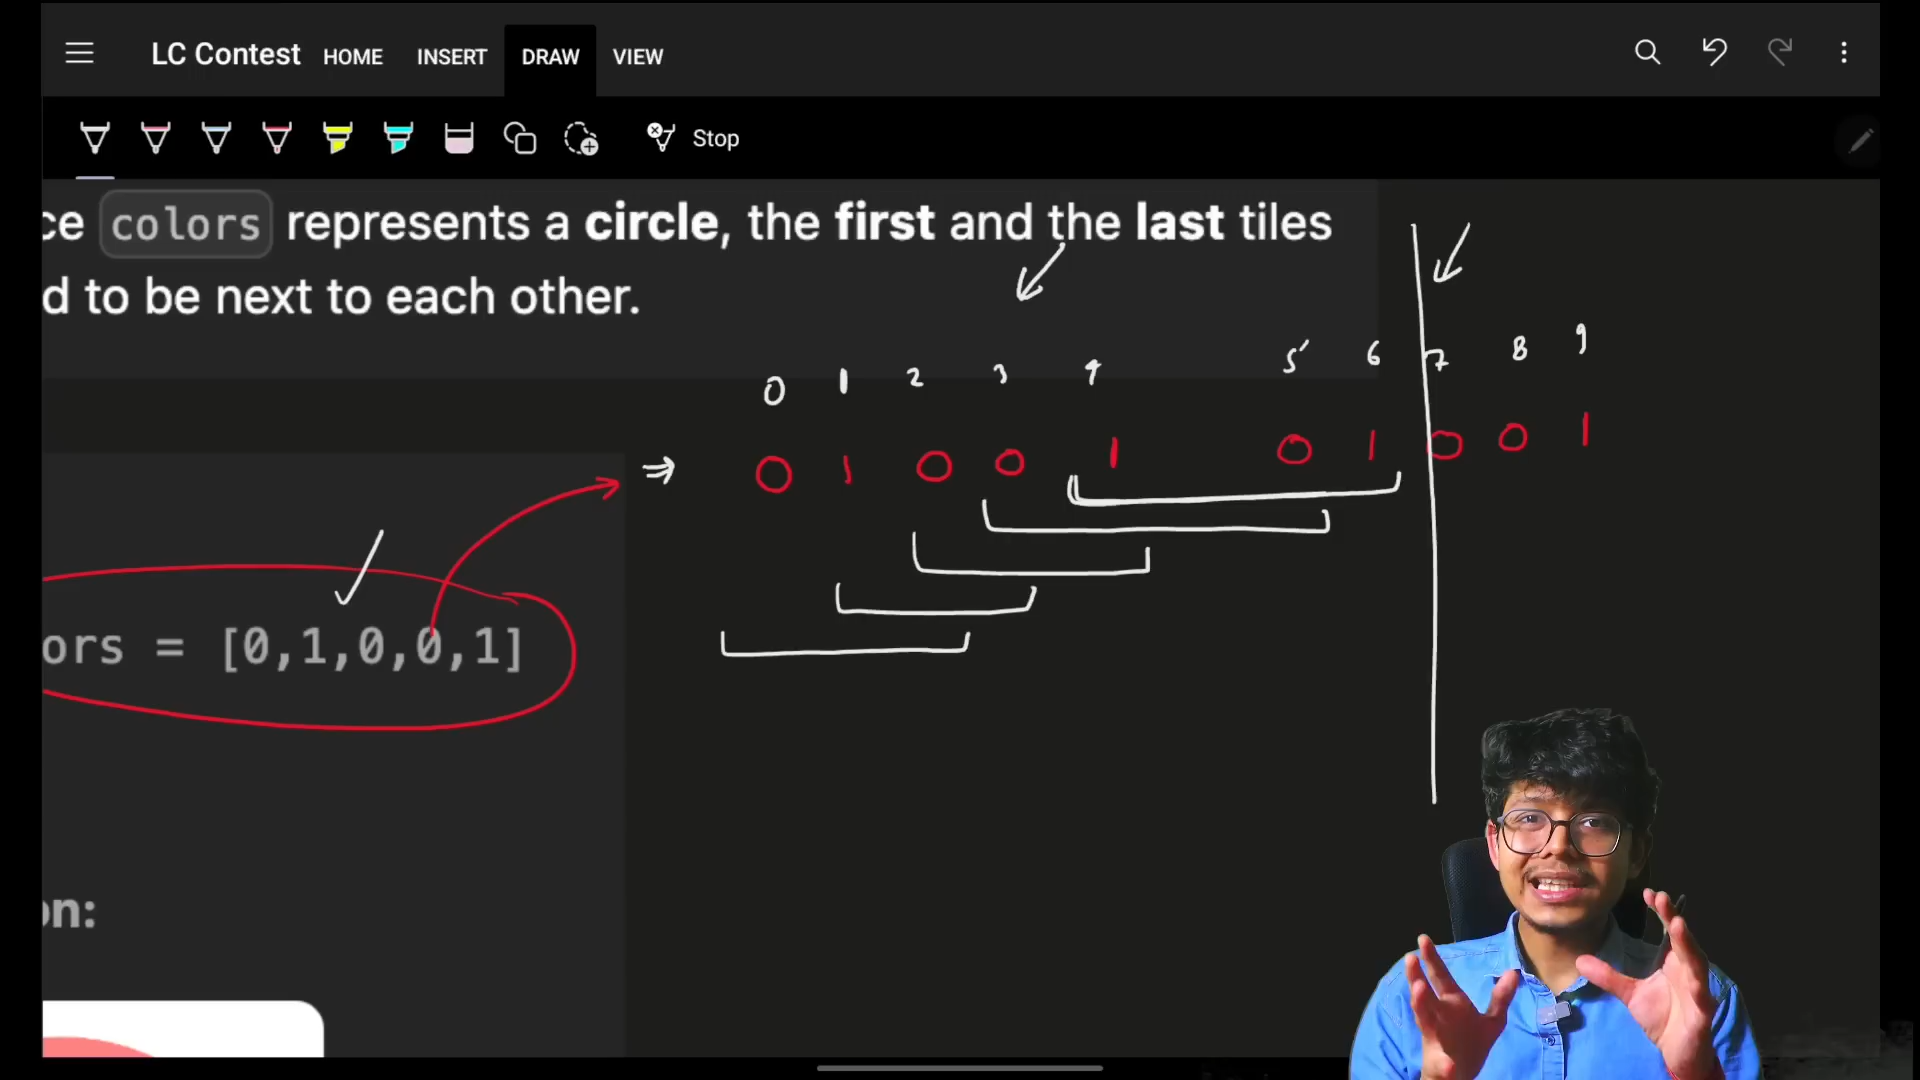 LC Contest HOME INSERT DRAW VIEW
Stop
ce colors represents a circle, the first and the last tiles
d to be next to each other.
0 1 2 3 4 5 6 7 8 9
⇒ 0 1 0 0 1 0 1 0 0 1
ors = [0,1,0,0,1]
on: